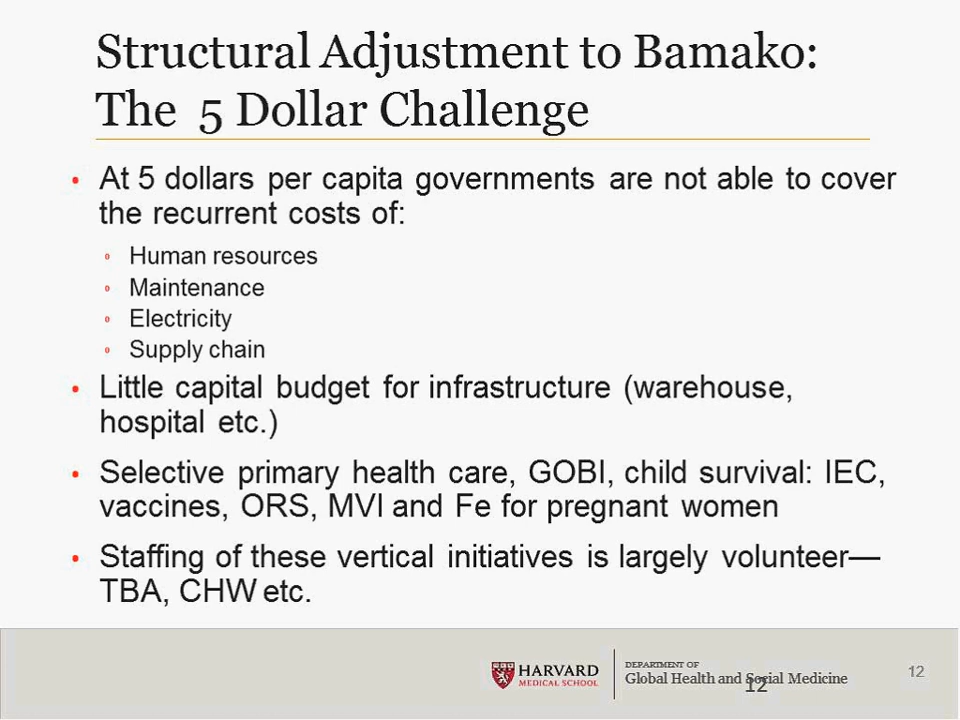 Structural Adjustment to Bamako:
The 5 Dollar Challenge
• At 5 dollars per capita governments are not able to cover
the recurrent costs of:
◦ Human resources
◦ Maintenance
◦ Electricity
◦ Supply chain
• Little capital budget for infrastructure (warehouse,
hospital etc.)
• Selective primary health care, GOBI, child survival: IEC,
vaccines, ORS, MVI and Fe for pregnant women
• Staffing of these vertical initiatives is largely volunteer—
TBA, CHW etc.
HARVARD
MEDICAL SCHOOL
DEPARTMENT OF
Global Health and Social Medicine
12
12